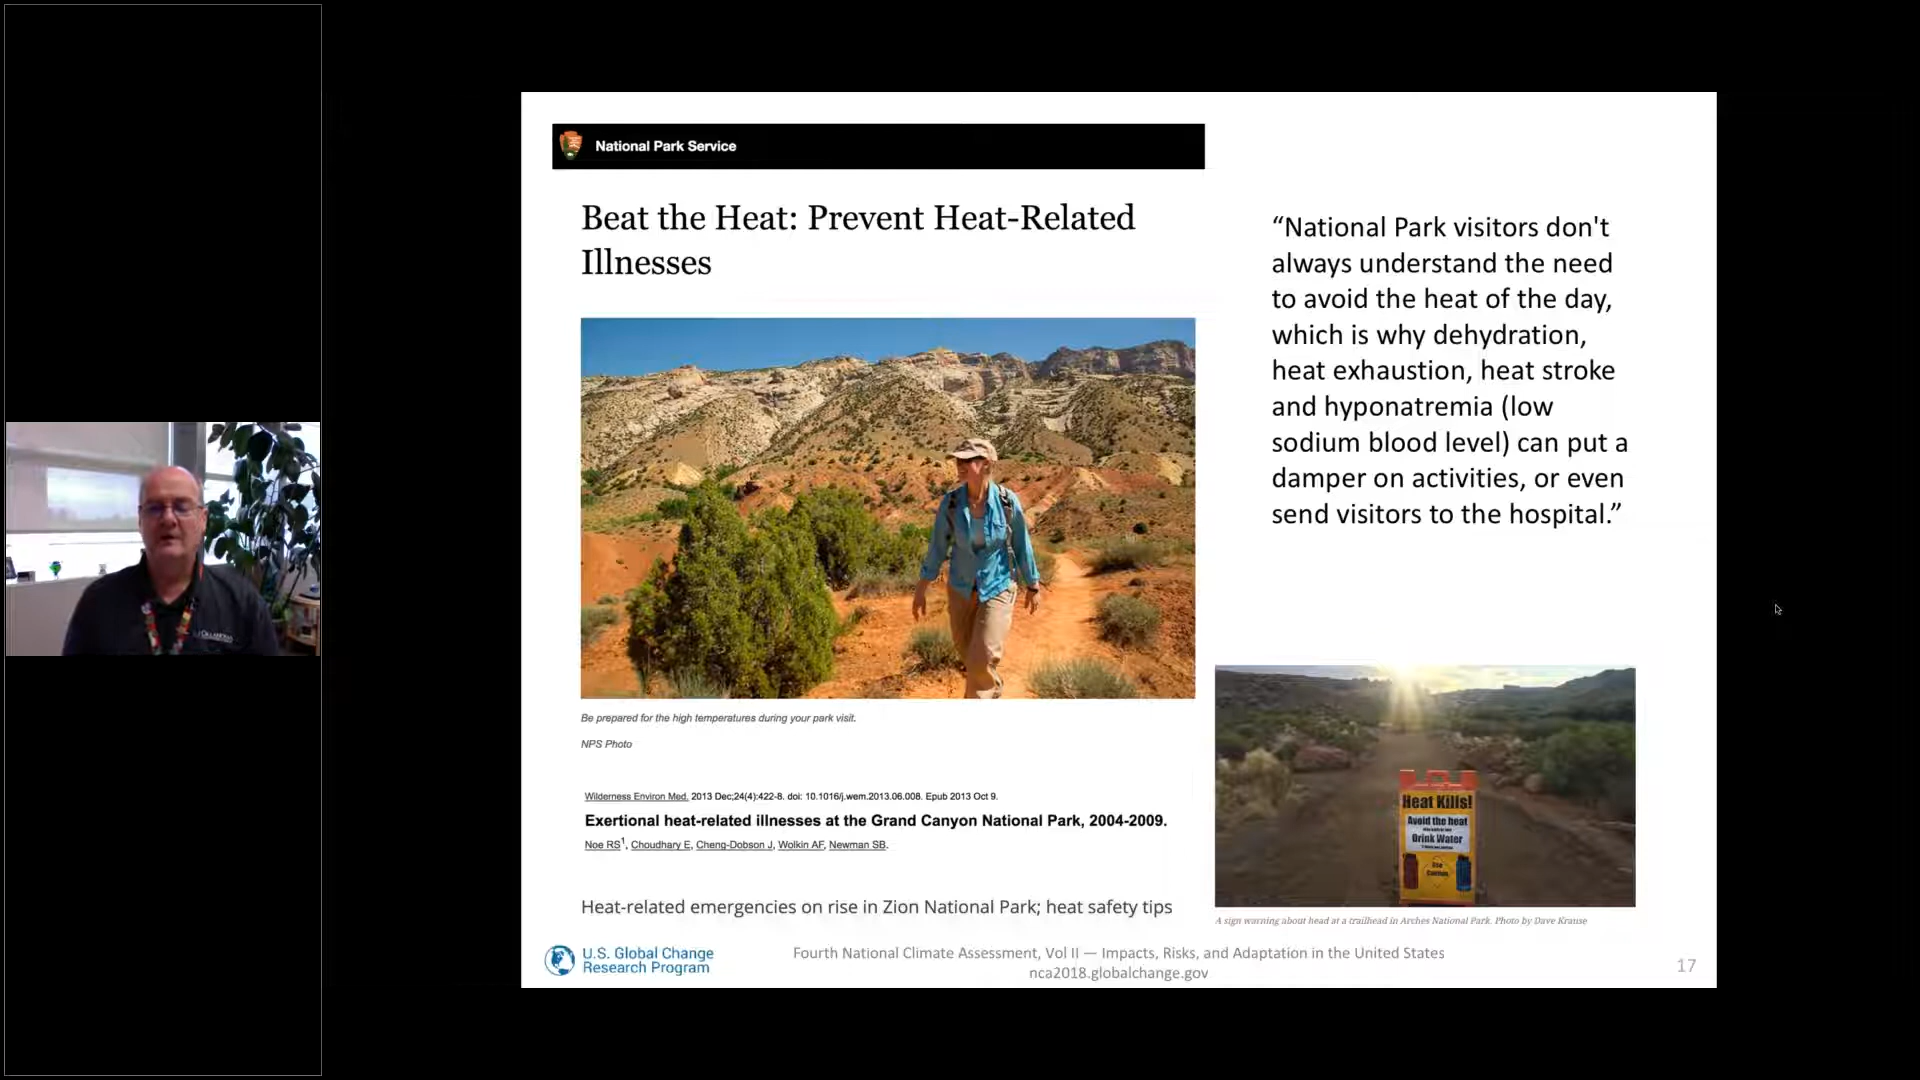 National Park Service
Beat the Heat: Prevent Heat-Related
Illnesses
Be prepared for the high temperatures during your park visit.
NPS Photo
Wilderness Environ Med. 2013 Dec;24(4):422-8. doi: 10.1016/j.wem.2013.06.008. Epub 2013 Oct 9.
Exertional heat-related illnesses at the Grand Canyon National Park, 2004-2009.
Noe RS1, Choudhary E, Cheng-Dobson J, Wolkin AF, Newman SB.
Heat-related emergencies on rise in Zion National Park; heat safety tips
“National Park visitors don't
always understand the need
to avoid the heat of the day,
which is why dehydration,
heat exhaustion, heat stroke
and hyponatremia (low
sodium blood level) can put a
damper on activities, or even
send visitors to the hospital.”
Heat Kills!
Avoid the heat
Drink Water
A sign warning about head at a trailhead in Arches National Park. Photo by Dave Krause
U.S. Global Change
Research Program
Fourth National Climate Assessment, Vol II — Impacts, Risks, and Adaptation in the United States
nca2018.globalchange.gov
17